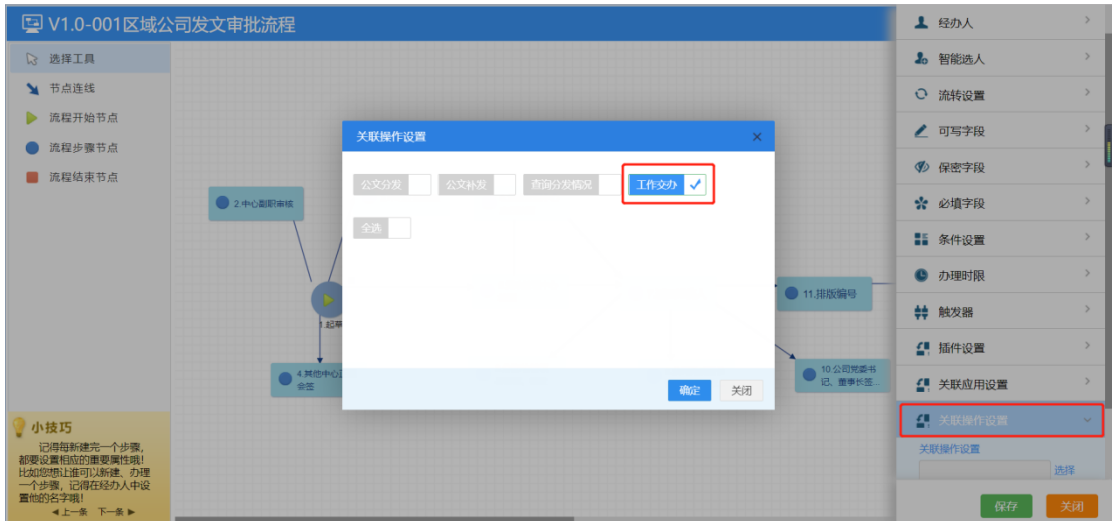 V1.0-001区域公司发文审批流程
选择工具
节点连线
流程开始节点
流程步骤节点
流程结束节点
2.中心副职审核
1.起草
4.其他中心
会签
11.排版编号
10.公司党委书
记、董事长签...
关联操作设置
×
公文分发
公文补发
查询分发情况
工作交办
全选
确定
关闭
经办人
智能选人
流转设置
可写字段
保密字段
必填字段
条件设置
办理时限
触发器
插件设置
关联应用设置
关联操作设置
关联操作设置
选择
保存
关闭
小技巧
记得每新建完一个步骤，
都要设置相应的重要属性哦!
比如您想让谁可以新建、办理
一个步骤，记得在经办人中设
置他的名字哦!
◀上一条 下一条▶